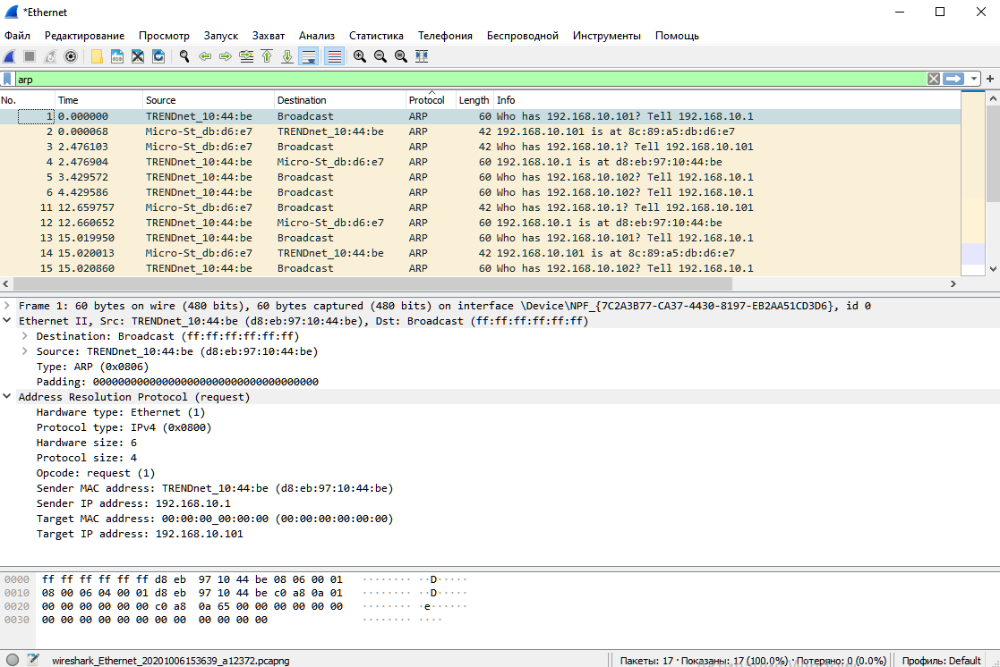 *Ethernet
Файл Редактирование Просмотр Запуск Захват Анализ Статистика Телефония Беспроводной Инструменты Помощь
arp
No. Time Source Destination Protocol Length Info
1 0.000000 TRENDnet_10:44:be Broadcast ARP 60 Who has 192.168.10.101? Tell 192.168.10.1
2 0.000068 Micro-St_db:d6:e7 TRENDnet_10:44:be ARP 42 192.168.10.101 is at 8c:89:a5:db:d6:e7
3 2.476103 Micro-St_db:d6:e7 Broadcast ARP 42 Who has 192.168.10.1? Tell 192.168.10.101
4 2.476904 TRENDnet_10:44:be Micro-St_db:d6:e7 ARP 60 192.168.10.1 is at d8:eb:97:10:44:be
5 3.429572 TRENDnet_10:44:be Broadcast ARP 60 Who has 192.168.10.102? Tell 192.168.10.1
6 4.429586 TRENDnet_10:44:be Broadcast ARP 60 Who has 192.168.10.102? Tell 192.168.10.1
11 12.659757 Micro-St_db:d6:e7 Broadcast ARP 42 Who has 192.168.10.1? Tell 192.168.10.101
12 12.660652 TRENDnet_10:44:be Micro-St_db:d6:e7 ARP 60 192.168.10.1 is at d8:eb:97:10:44:be
13 15.019950 TRENDnet_10:44:be Broadcast ARP 60 Who has 192.168.10.101? Tell 192.168.10.1
14 15.020013 Micro-St_db:d6:e7 TRENDnet_10:44:be ARP 42 192.168.10.101 is at 8c:89:a5:db:d6:e7
15 15.020860 TRENDnet_10:44:be Broadcast ARP 60 Who has 192.168.10.102? Tell 192.168.10.1
Frame 1: 60 bytes on wire (480 bits), 60 bytes captured (480 bits) on interface \Device\NPF_{7C2A3B77-CA37-4430-8197-EB2AA51CD3D6}, id 0
Ethernet II, Src: TRENDnet_10:44:be (d8:eb:97:10:44:be), Dst: Broadcast (ff:ff:ff:ff:ff:ff)
Destination: Broadcast (ff:ff:ff:ff:ff:ff)
Source: TRENDnet_10:44:be (d8:eb:97:10:44:be)
Type: ARP (0x0806)
Padding: 000000000000000000000000000000000000
Address Resolution Protocol (request)
Hardware type: Ethernet (1)
Protocol type: IPv4 (0x0800)
Hardware size: 6
Protocol size: 4
Opcode: request (1)
Sender MAC address: TRENDnet_10:44:be (d8:eb:97:10:44:be)
Sender IP address: 192.168.10.1
Target MAC address: 00:00:00_00:00:00 (00:00:00:00:00:00)
Target IP address: 192.168.10.101
0000 ff ff ff ff ff ff d8 eb 97 10 44 be 08 06 00 01 ········ ··D·····
0010 08 00 06 04 00 01 d8 eb 97 10 44 be c0 a8 0a 01 ········ ··D·····
0020 00 00 00 00 00 00 c0 a8 0a 65 00 00 00 00 00 00 ········ ·e······
0030 00 00 00 00 00 00 00 00 00 00 00 00 ········ ····
wireshark_Ethernet_20201006153639_a12372.pcapng Пакеты: 17 · Показаны: 17 (100.0%) · Потеряно: 0 (0.0%) Профиль: Default